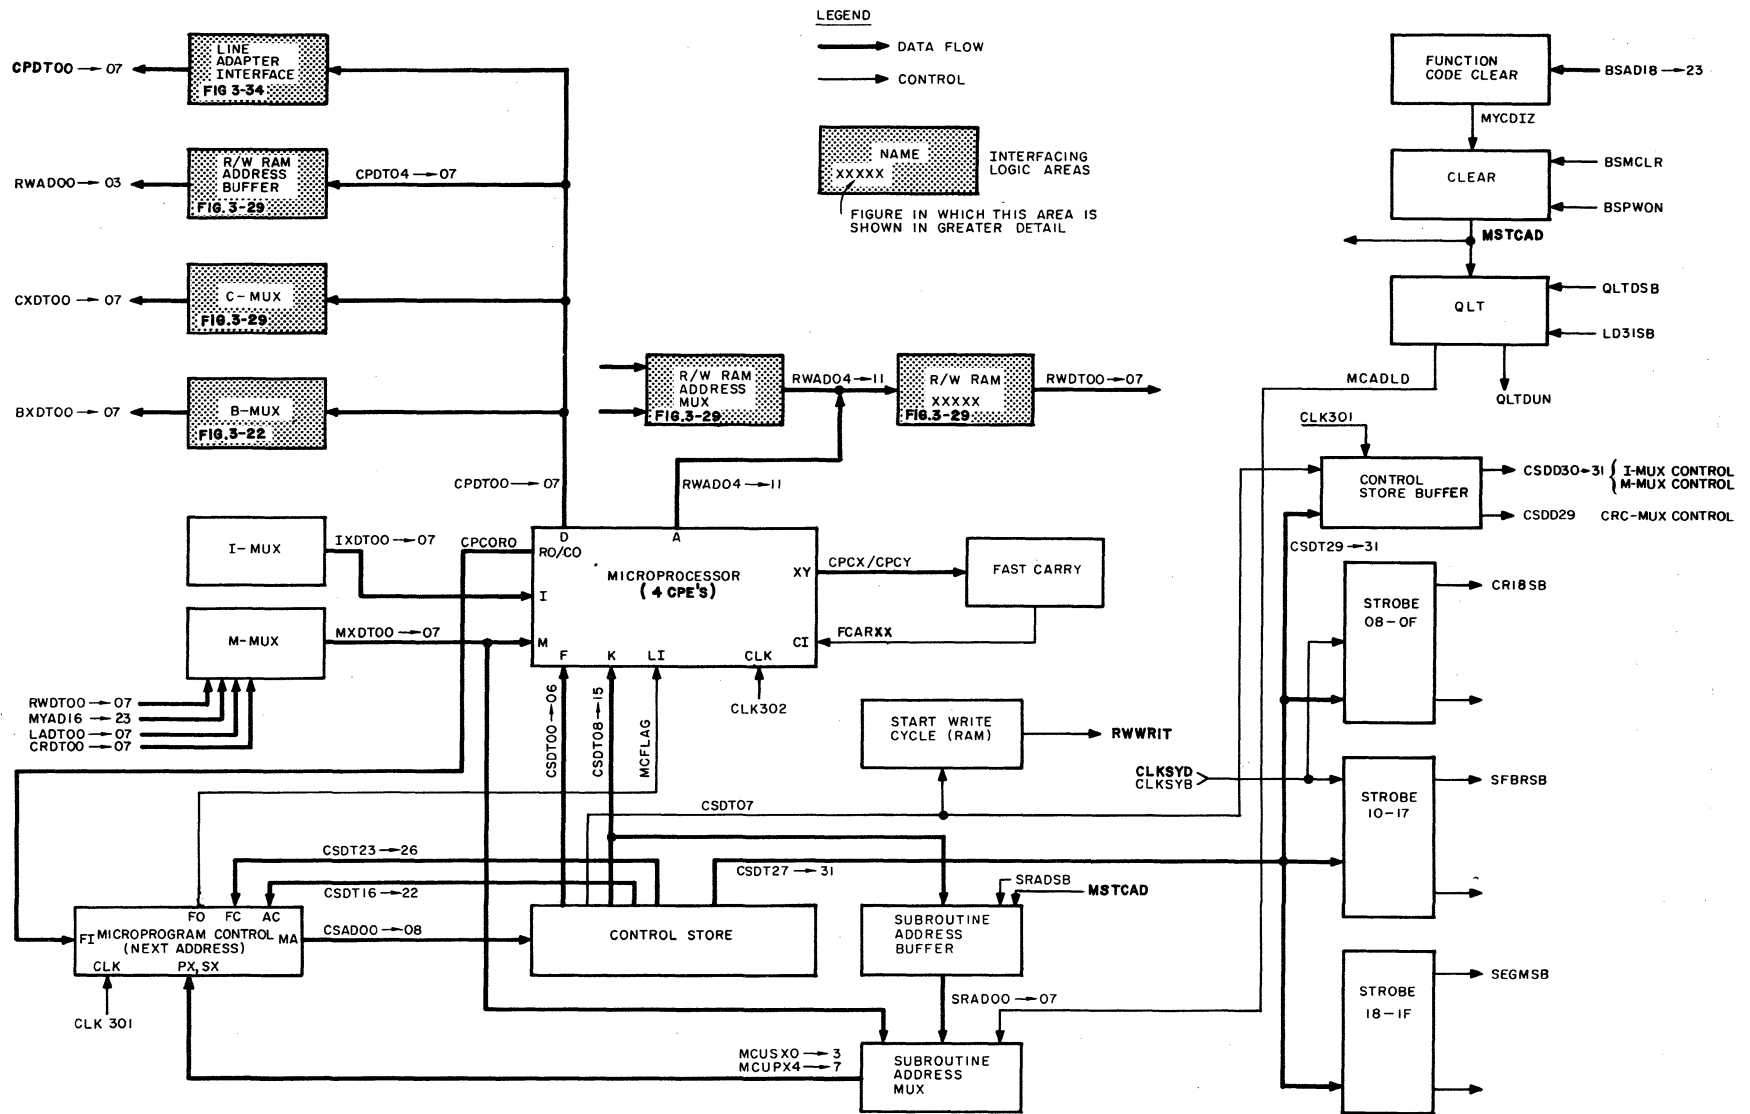 LEGEND
DATA FLOW
CONTROL
NAME
XXXXX
INTERFACING
LOGIC AREAS
FIGURE IN WHICH THIS AREA IS
SHOWN IN GREATER DETAIL
CPDT00 → 07
LINE
ADAPTER
INTERFACE
FIG 3-34
RWAD00 → 03
R/W RAM
ADDRESS
BUFFER
FIG.3-29
CPDT04 → 07
CXDT00 → 07
C-MUX
FIG.3-29
BXDT00 → 07
B-MUX
FIG.3-22
R/W RAM
ADDRESS
MUX
FIG.3-29
RWAD04 → 11
R/W RAM
XXXXX
FIG.3-29
RWDT00 → 07
CPDT00 → 07
RWAD04 → 11
FUNCTION
CODE CLEAR
BSAD18 → 23
MYCDIZ
CLEAR
BSMCLR
BSPWON
MSTCAD
QLT
QLTDSB
LD31SB
MCADLD
QLTDUN
CLK301
CONTROL
STORE BUFFER
CSDD30→31 { I-MUX CONTROL
M-MUX CONTROL
CSDD29 CRC-MUX CONTROL
CSDT29 → 31
I-MUX
IXDT00 → 07
CPCORO
D
A
RO/CO
MICROPROCESSOR
(4 CPE'S)
XY
I
M
F
K
LI
CLK
CI
CPCX/CPCY
FAST CARRY
FCARXX
M-MUX
MXDT00 → 07
RWDT00 → 07
MYAD16 → 23
LADT00 → 07
CRDT00 → 07
CSDT00 → 06
CSDT08 → 15
MCFLAG
CLK302
START WRITE
CYCLE (RAM)
RWWRIT
CSDT07
CLKSYD
CLKSYB
STROBE
08-0F
CR18SB
STROBE
10-17
SFBRSB
STROBE
18-1F
SEGMSB
CSDT23 → 26
CSDT16 → 22
CSDT27 → 31
FO FC AC
FI MICROPROGRAM CONTROL MA
(NEXT ADDRESS)
CLK PX, SX
CLK 301
CSAD00 → 08
CONTROL STORE
SRADSB
MSTCAD
SUBROUTINE
ADDRESS
BUFFER
SRAD00 → 07
MCUSX0 → 3
MCUPX4 → 7
SUBROUTINE
ADDRESS
MUX